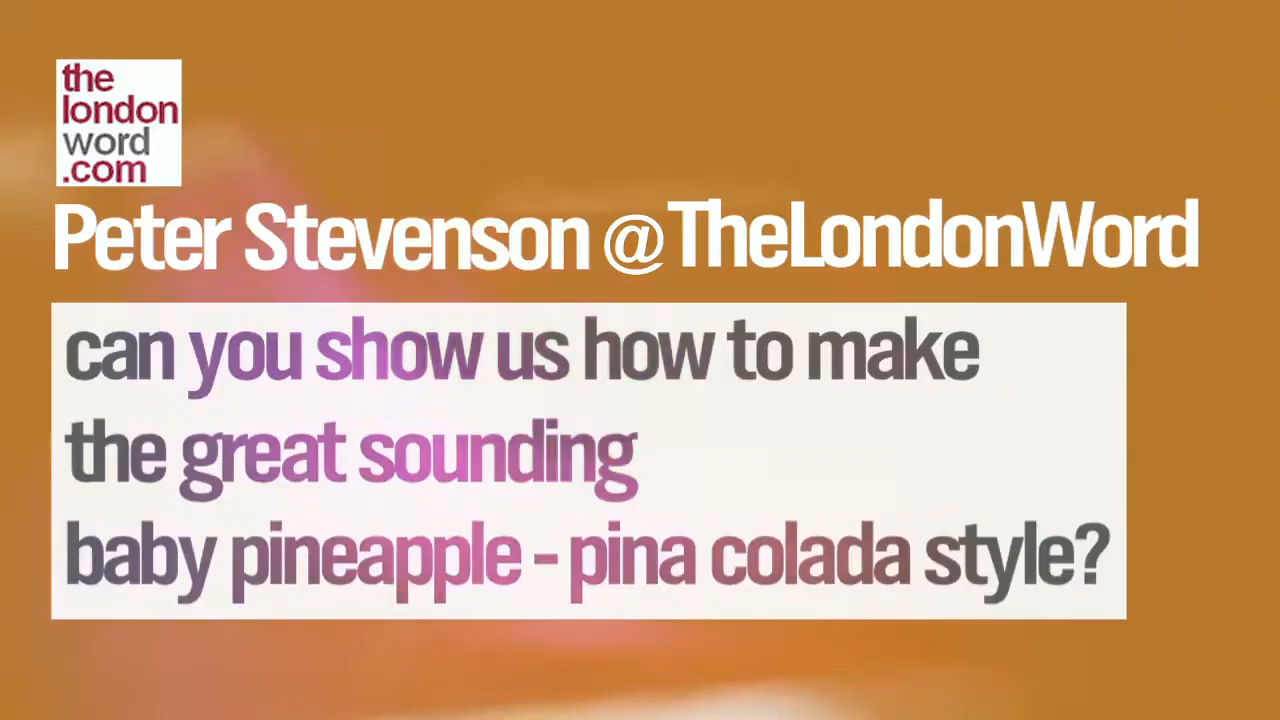 the
london
word
.com
Peter Stevenson @TheLondonWord
can you show us how to make
the great sounding
baby pineapple - pina colada style?